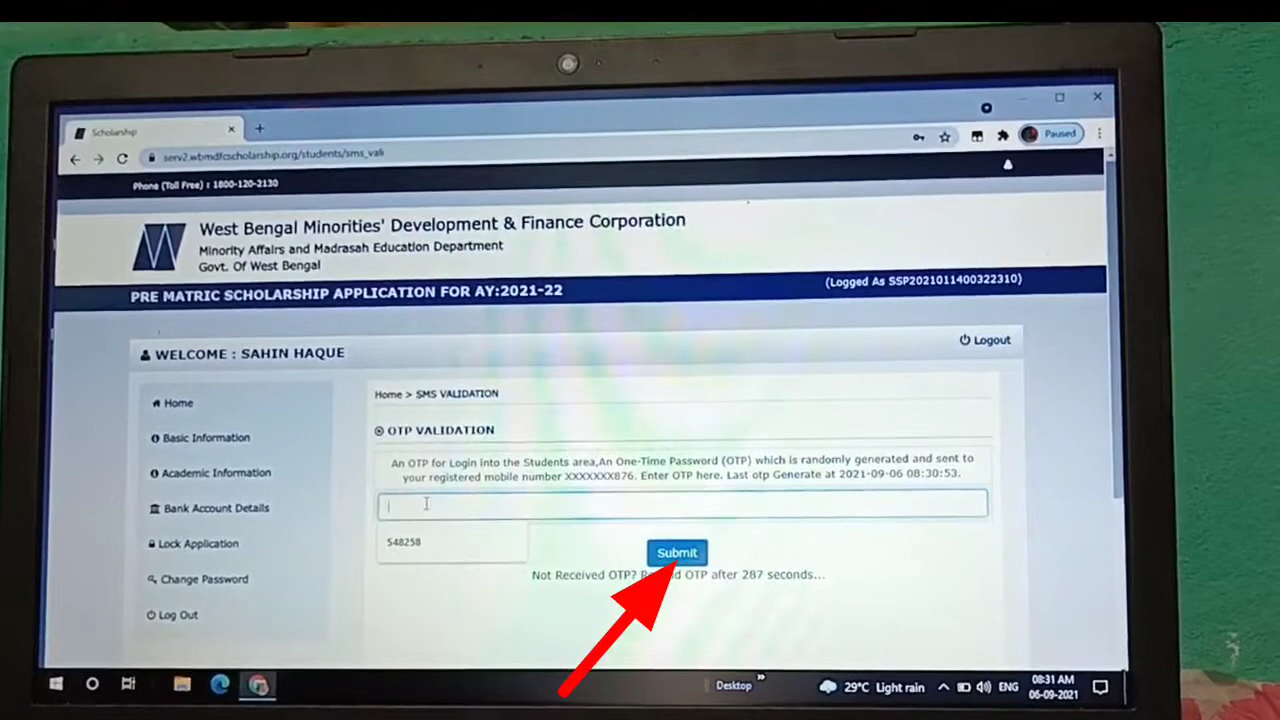 Scholarship
Paused
serv2.wbmdfcscholarship.org/students/sms_vali
Phone (Toll Free) : 1800-120-2130
West Bengal Minorities' Development & Finance Corporation
Minority Affairs and Madrasah Education Department
Govt. Of West Bengal
PRE MATRIC SCHOLARSHIP APPLICATION FOR AY:2021-22
(Logged As SSP2021011400322310)
WELCOME : SAHIN HAQUE
Logout
Home
Basic Information
Academic Information
Bank Account Details
Lock Application
Change Password
Log Out
Home > SMS VALIDATION
OTP VALIDATION
An OTP for Login into the Students area,An One-Time Password (OTP) which is randomly generated and sent to
your registered mobile number XXXXXXX876. Enter OTP here. Last otp Generate at 2021-09-06 08:30:53.
548258
Submit
Not Received OTP? OTP after 287 seconds...
Desktop
29°C Light rain
ENG
08:31 AM
06-09-2021